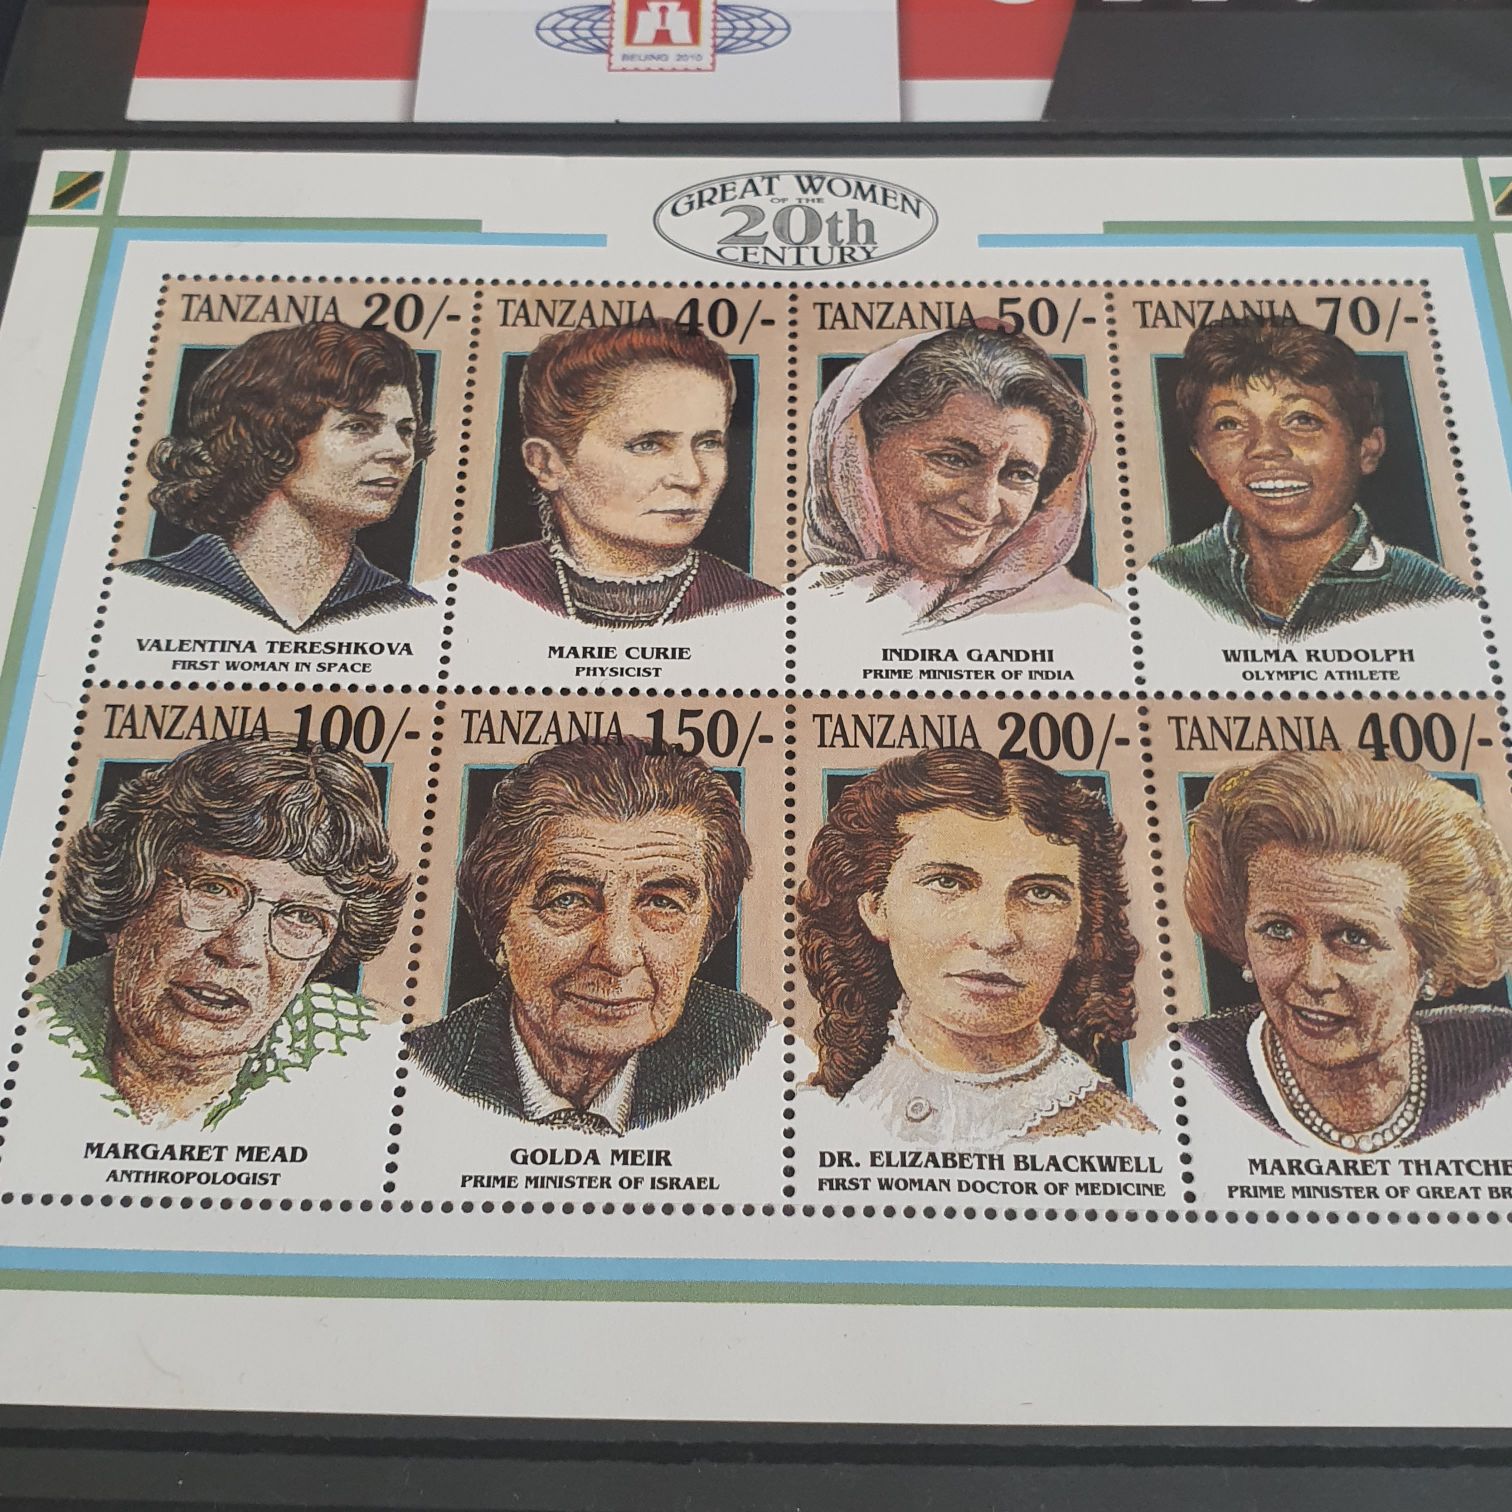 BEIJING 2010
GREAT WOMEN
OF THE
20th
CENTURY
TANZANIA 20/-
VALENTINA TERESHKOVA
FIRST WOMAN IN SPACE
TANZANIA 40/-
MARIE CURIE
PHYSICIST
TANZANIA 50/-
INDIRA GANDHI
PRIME MINISTER OF INDIA
TANZANIA 70/-
WILMA RUDOLPH
OLYMPIC ATHLETE
TANZANIA 100/-
MARGARET MEAD
ANTHROPOLOGIST
TANZANIA 150/-
GOLDA MEIR
PRIME MINISTER OF ISRAEL
TANZANIA 200/-
DR. ELIZABETH BLACKWELL
FIRST WOMAN DOCTOR OF MEDICINE
TANZANIA 400/-
MARGARET THATCHE
PRIME MINISTER OF GREAT BR